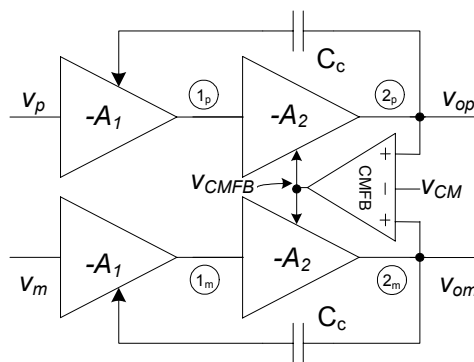 C_c
v_p
-A_1
1_p
-A_2
2_p
v_op
+
v_CMFB
CMFB
−
v_CM
+
v_m
-A_1
1_m
-A_2
2_m
v_om
C_c